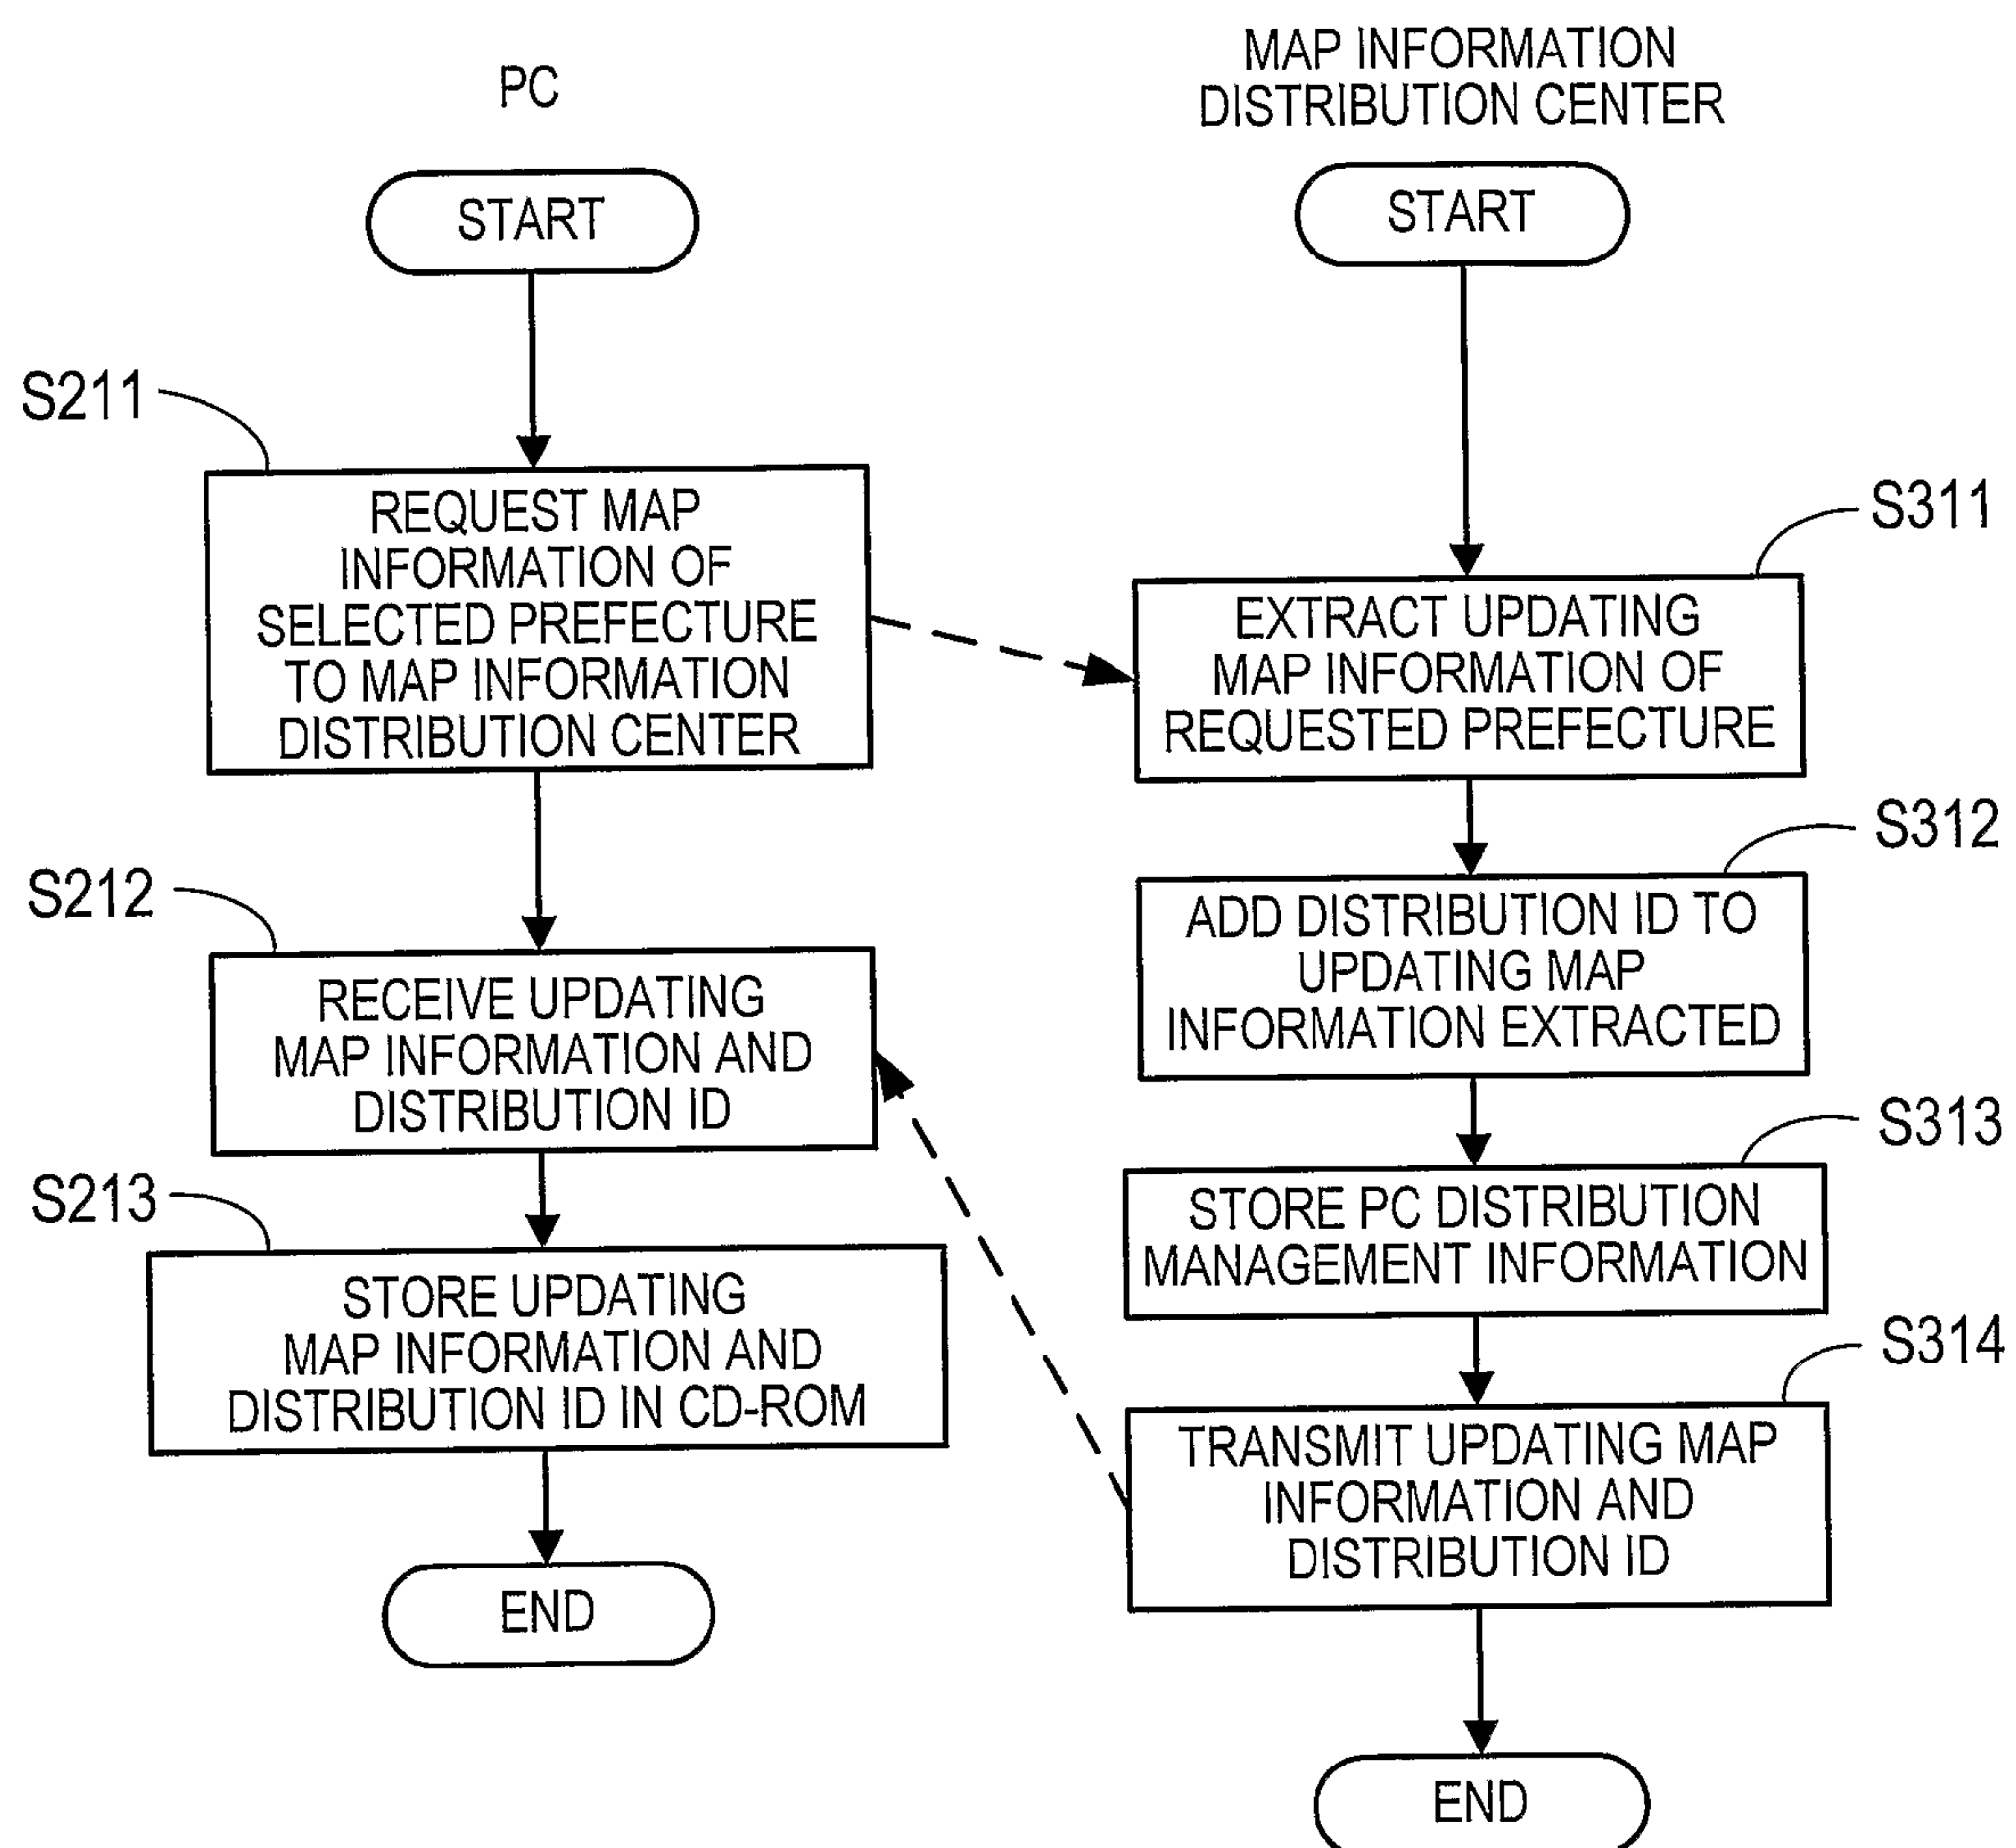 PC
START
S211
REQUEST MAP
INFORMATION OF
SELECTED PREFECTURE
TO MAP INFORMATION
DISTRIBUTION CENTER
S212
RECEIVE UPDATING
MAP INFORMATION AND
DISTRIBUTION ID
S213
STORE UPDATING
MAP INFORMATION AND
DISTRIBUTION ID IN CD-ROM
END
MAP INFORMATION
DISTRIBUTION CENTER
START
S311
EXTRACT UPDATING
MAP INFORMATION OF
REQUESTED PREFECTURE
S312
ADD DISTRIBUTION ID TO
UPDATING MAP
INFORMATION EXTRACTED
S313
STORE PC DISTRIBUTION
MANAGEMENT INFORMATION
S314
TRANSMIT UPDATING MAP
INFORMATION AND
DISTRIBUTION ID
END